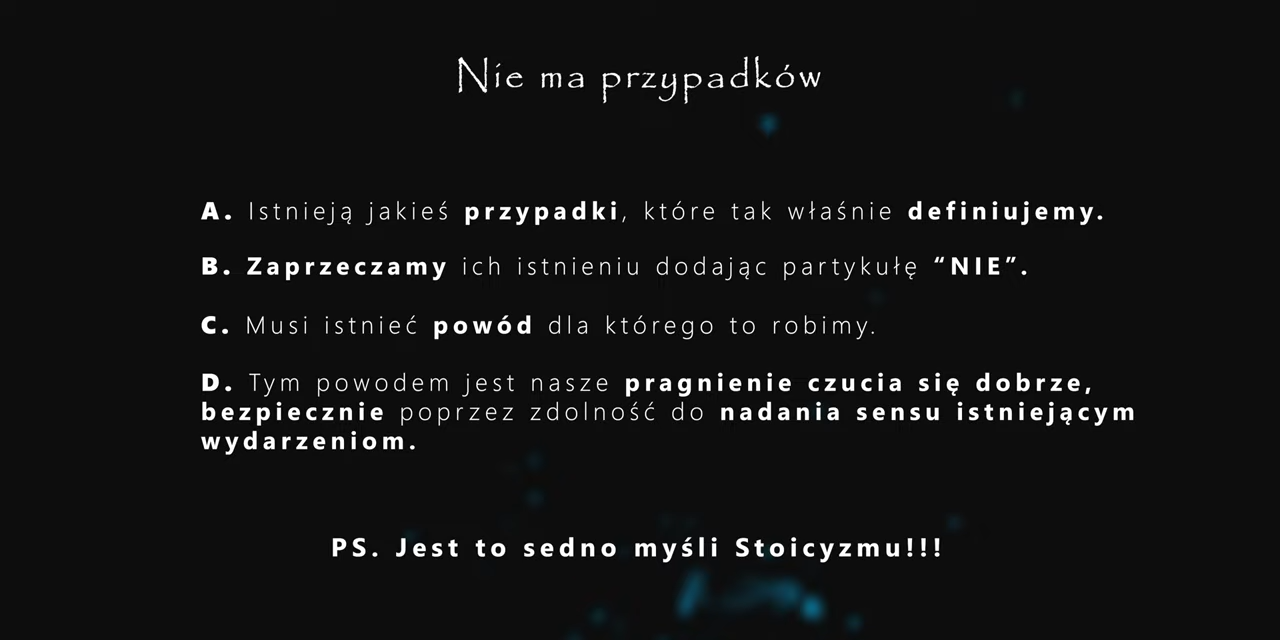 Nie ma przypadków
A. Istnieją jakieś przypadki, które tak właśnie definiujemy.
B. Zaprzeczamy ich istnieniu dodając partykułę “NIE”.
C. Musi istnieć powód dla którego to robimy.
D. Tym powodem jest nasze pragnienie czucia się dobrze,
bezpiecznie poprzez zdolność do nadania sensu istniejącym
wydarzeniom.
PS. Jest to sedno myśli Stoicyzmu!!!